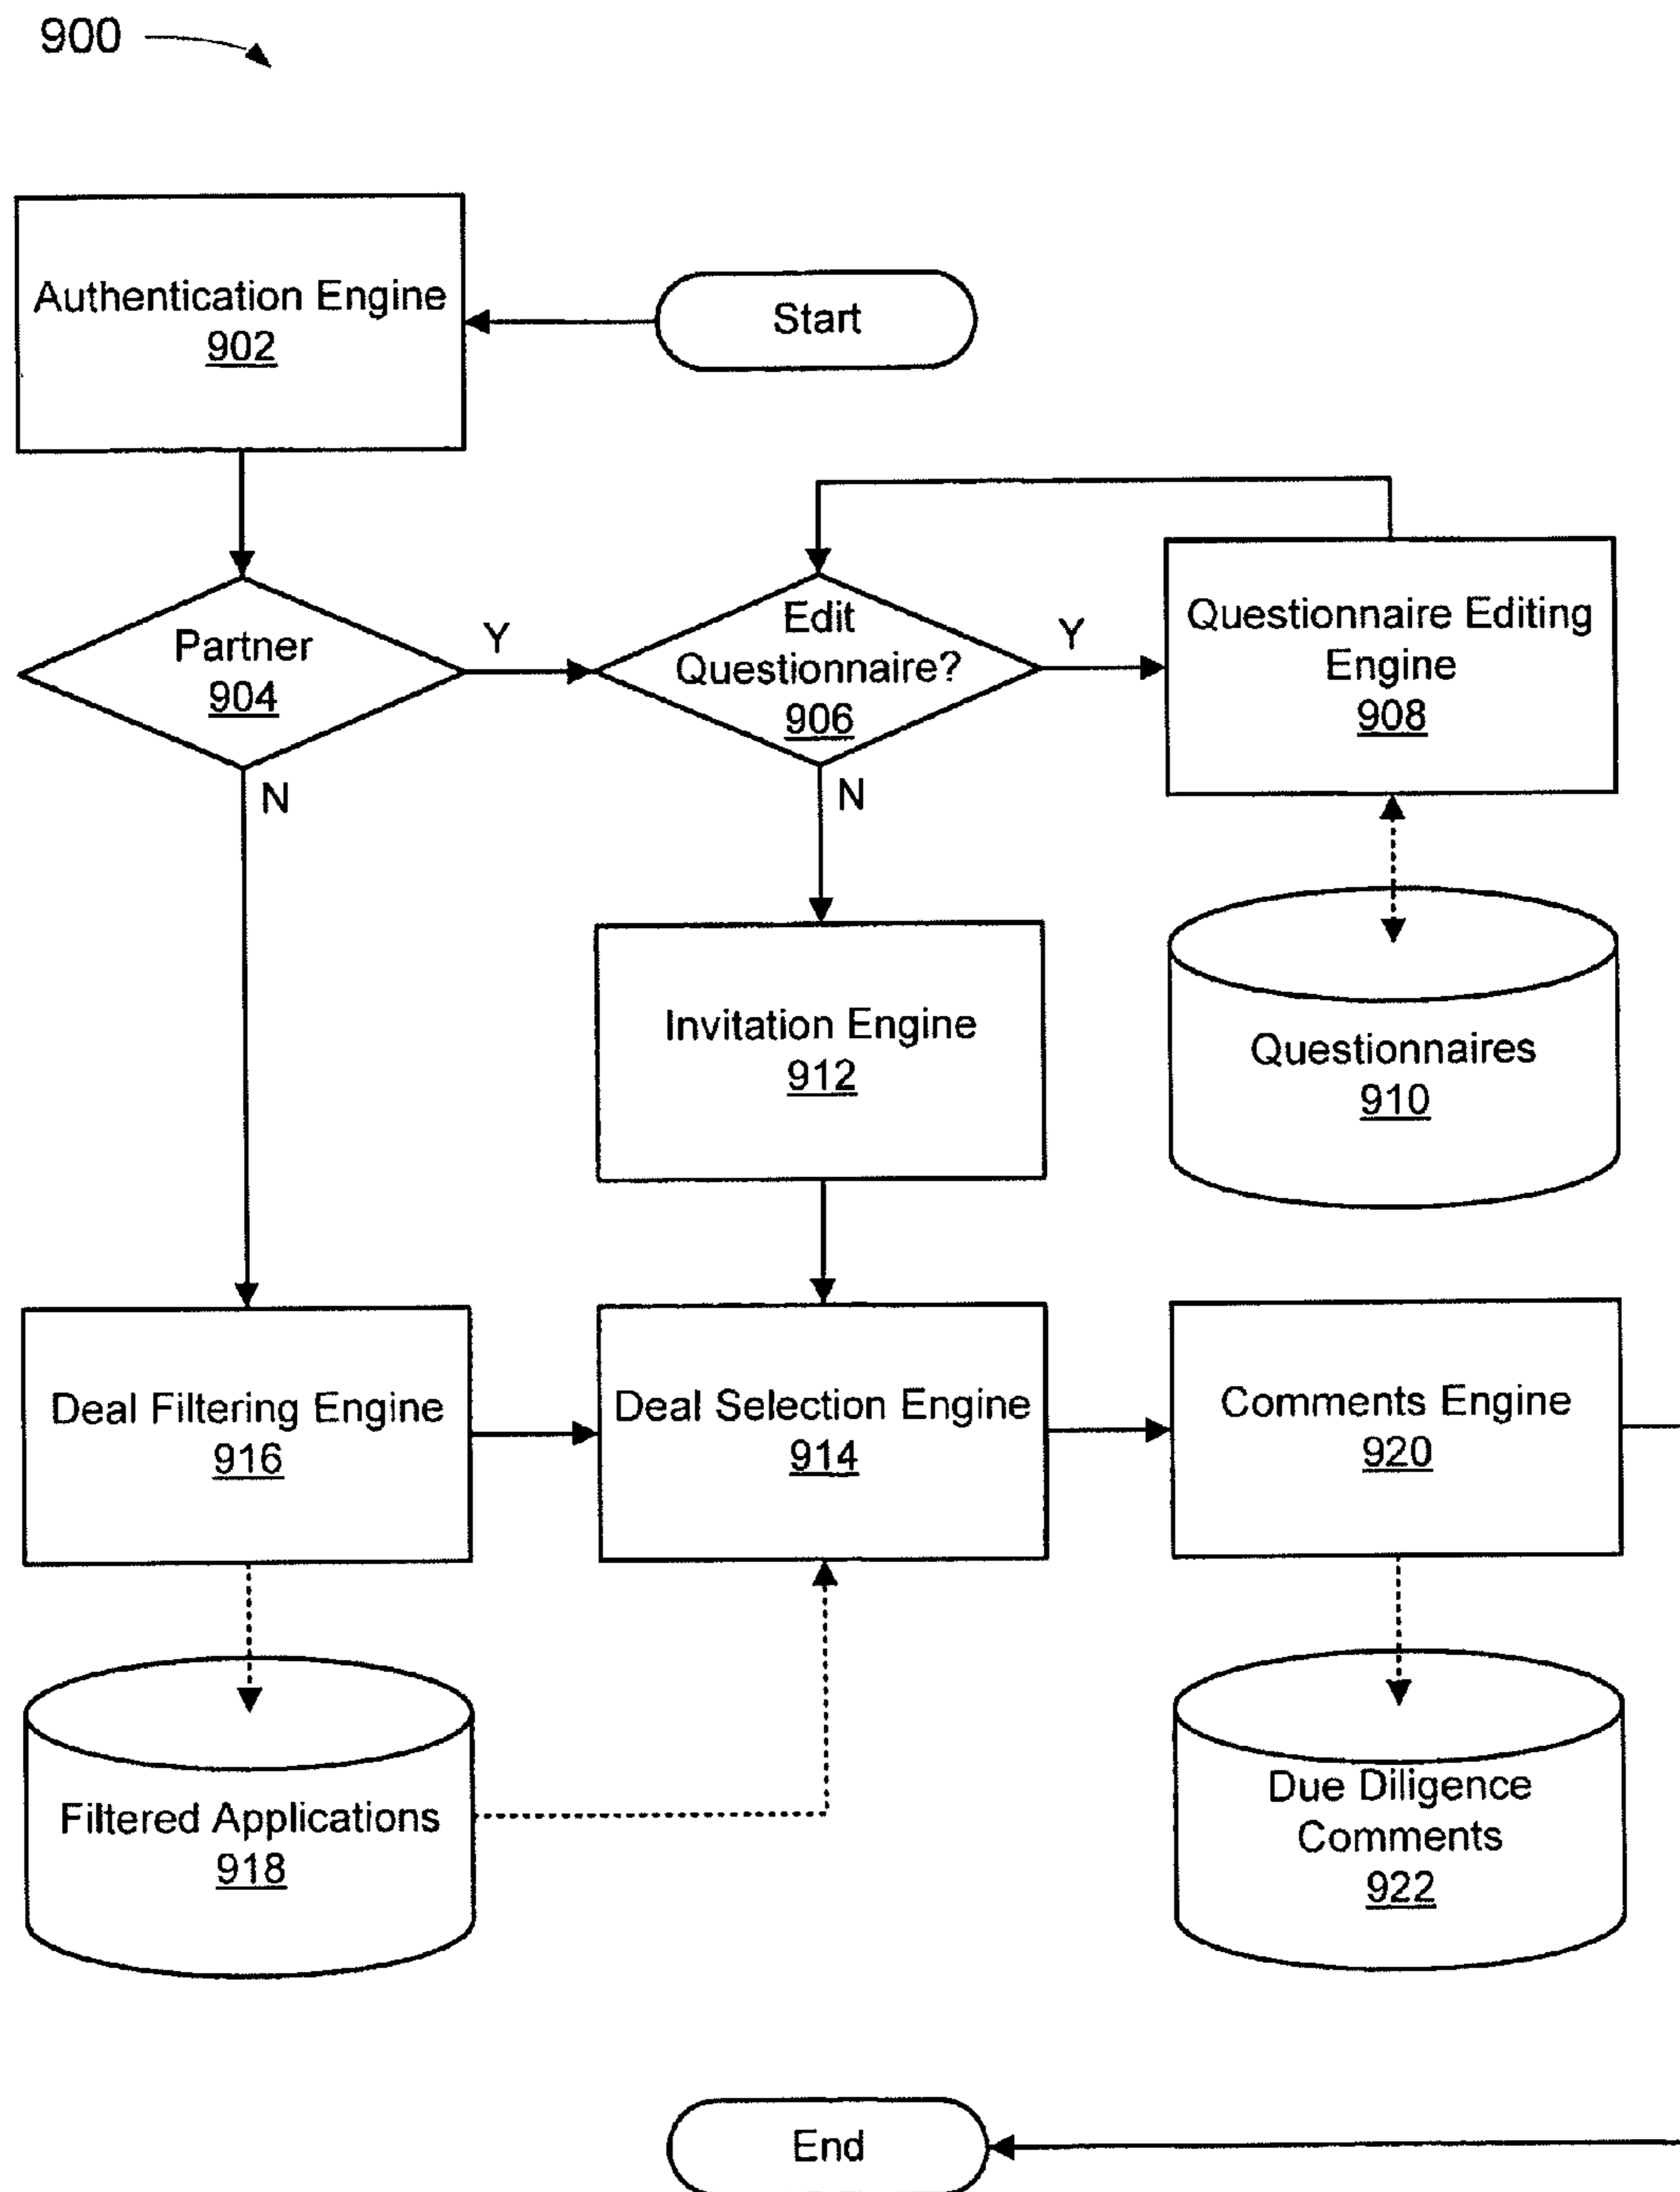 900
Authentication Engine
902
Start
Partner
904
Y
N
Edit
Questionnaire?
906
Y
N
Questionnaire Editing
Engine
908
Questionnaires
910
Invitation Engine
912
Deal Filtering Engine
916
Deal Selection Engine
914
Comments Engine
920
Filtered Applications
918
Due Diligence
Comments
922
End